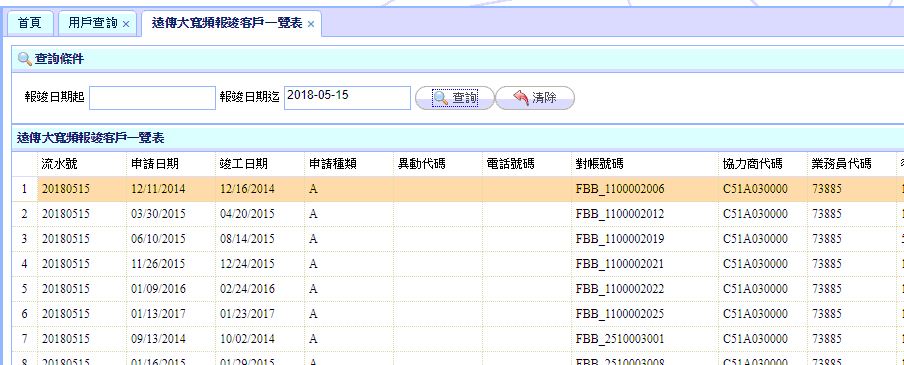 首頁 用戶查詢 × 遠傳大寬頻報竣客戶一覽表 ×
查詢條件
報竣日期起 報竣日期迄 2018-05-15 查詢 清除
遠傳大寬頻報竣客戶一覽表
流水號 申請日期 竣工日期 申請種類 異動代碼 電話號碼 對帳號碼 協力商代碼 業務員代碼
1 20180515 12/11/2014 12/16/2014 A FBB_1100002006 C51A030000 73885
2 20180515 03/30/2015 04/20/2015 A FBB_1100002012 C51A030000 73885
3 20180515 06/10/2015 08/14/2015 A FBB_1100002019 C51A030000 73885
4 20180515 11/26/2015 12/24/2015 A FBB_1100002021 C51A030000 73885
5 20180515 01/09/2016 02/24/2016 A FBB_1100002022 C51A030000 73885
6 20180515 01/13/2017 01/23/2017 A FBB_1100002025 C51A030000 73885
7 20180515 09/13/2014 10/02/2014 A FBB_2510003001 C51A030000 73885
8 20180515 01/16/2015 01/29/2015 A FBB_2510003008 C51A030000 73885